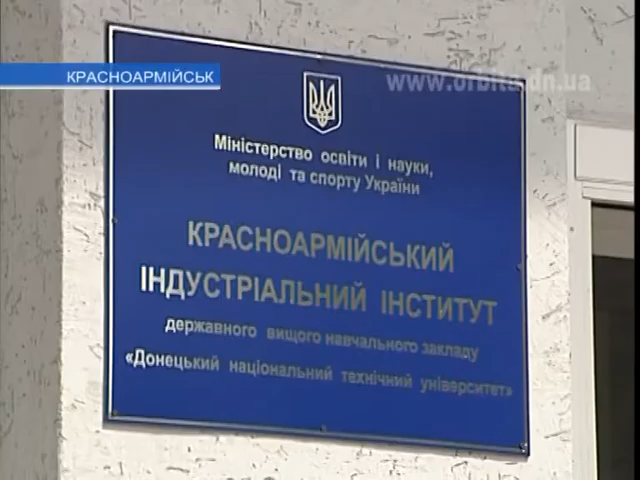 КРАСНОАРМІЙСЬК
www.orbita.dn.ua
Міністерство освіти і науки,
молоді та спорту України
КРАСНОАРМІЙСЬКИЙ
ІНДУСТРІАЛЬНИЙ ІНСТИТУТ
державного вищого навчального закладу
«Донецький національний технічний університет»